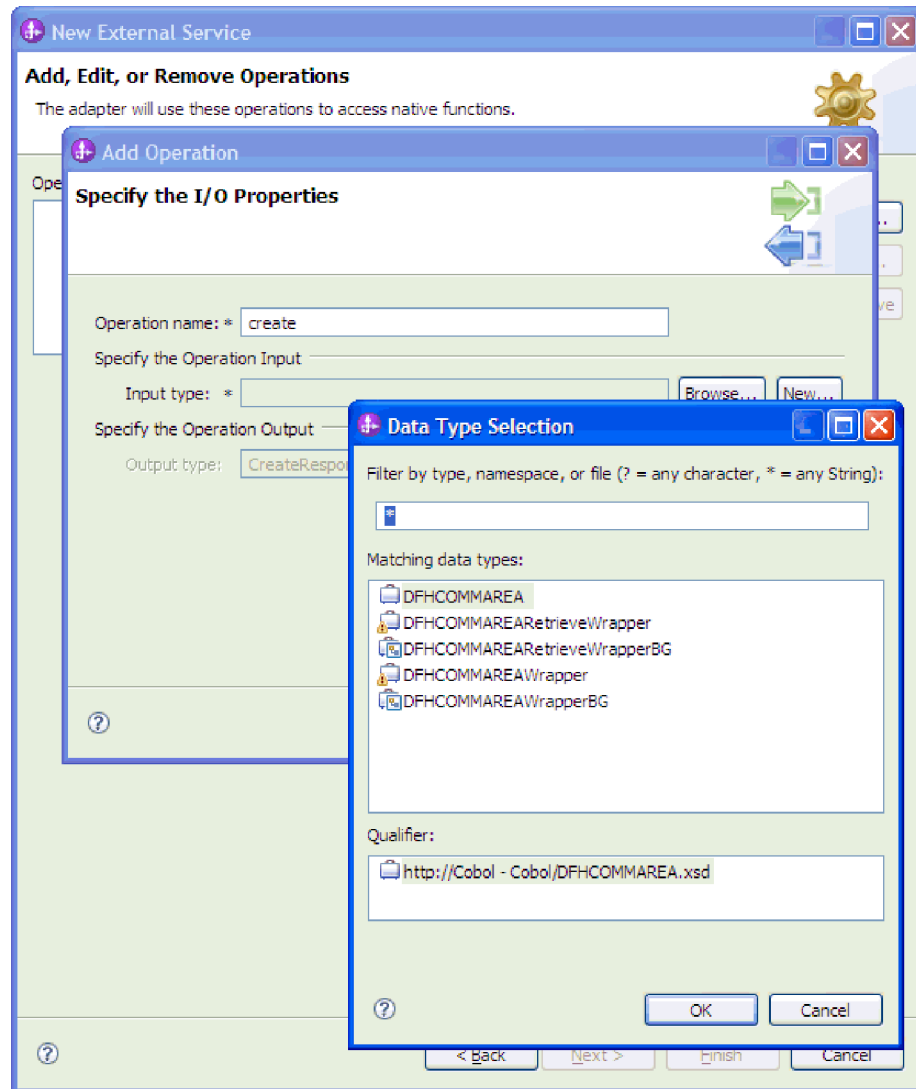 New External Service
Add, Edit, or Remove Operations
The adapter will use these operations to access native functions.
Add Operation
Specify the I/O Properties
Operation name: * create
Specify the Operation Input
Input type: * Browse... New...
Specify the Operation Output
Output type:
Data Type Selection
Filter by type, namespace, or file (? = any character, * = any String):
*
Matching data types:
DFHCOMMAREA
DFHCOMMAREARetrieveWrapper
DFHCOMMAREARetrieveWrapperBG
DFHCOMMAREAWrapper
DFHCOMMAREAWrapperBG
Qualifier:
http://Cobol - Cobol/DFHCOMMAREA.xsd
OK Cancel
< Back Next > Finish Cancel